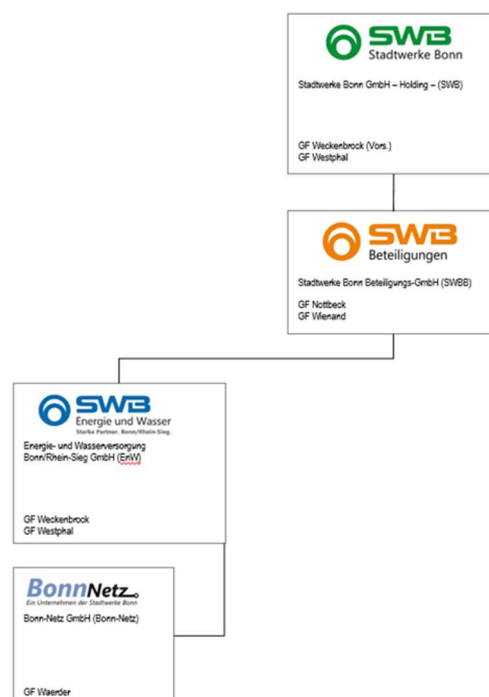 SWB
Stadtwerke Bonn
Stadtwerke Bonn GmbH – Holding – (SWB)
GF Weckenbrock (Vors.)
GF Westphal
SWB
Beteiligungen
Stadtwerke Bonn Beteiligungs-GmbH (SWBB)
GF Nottbeck
GF Wienand
SWB
Energie und Wasser
Starke Partner. Bonn/Rhein-Sieg.
Energie- und Wasserversorgung
Bonn/Rhein-Sieg GmbH (EnW)
GF Weckenbrock
GF Westphal
BonnNetz
Ein Unternehmen der Stadtwerke Bonn
Bonn-Netz GmbH (Bonn-Netz)
GF Waerder